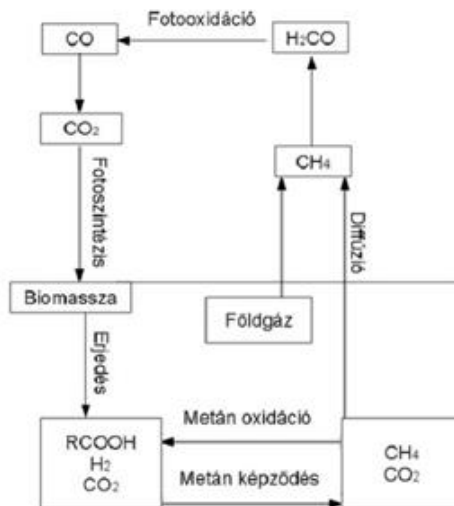 Fotooxidáció
CO
H₂CO
CO₂
CH₄
Fotoszintézis
Diffúzió
Biomassza
Földgáz
Erjedés
Metán oxidáció
RCOOH
H₂
CO₂
CH₄
CO₂
Metán képződés